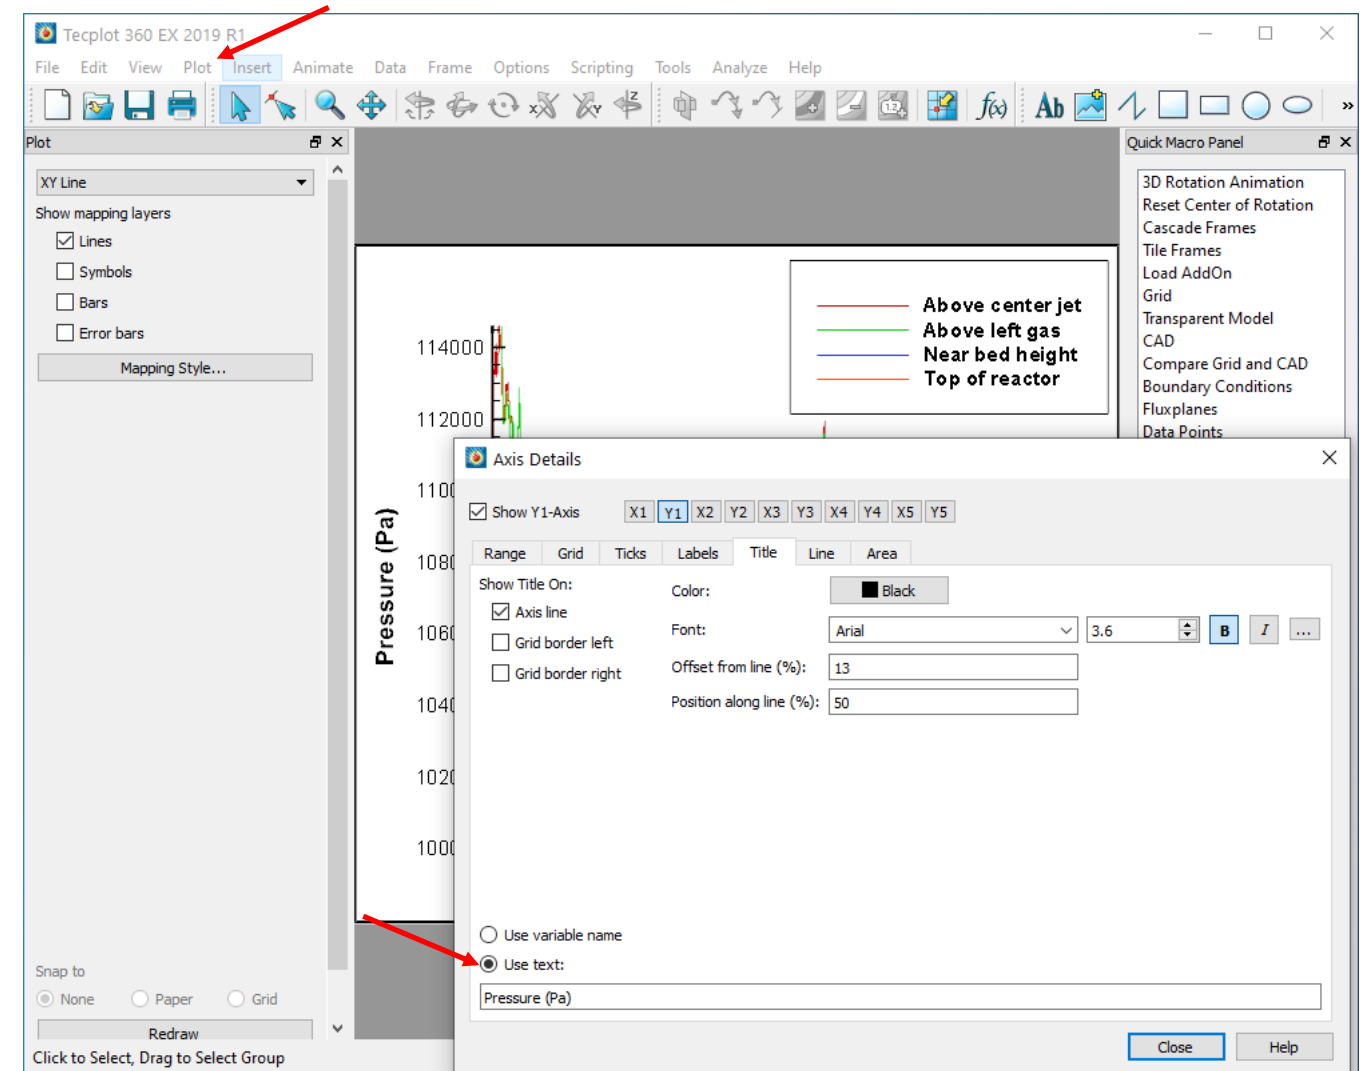 Tecplot 360 EX 2019 R1
File Edit View Plot Insert Animate Data Frame Options Scripting Tools Analyze Help
Plot
XY Line
Show mapping layers
Lines
Symbols
Bars
Error bars
Mapping Style...
Snap to
None Paper Grid
Redraw
Click to Select, Drag to Select Group
Above center jet
Above left gas
Near bed height
Top of reactor
114000
112000
Pressure (Pa)
Quick Macro Panel
3D Rotation Animation
Reset Center of Rotation
Cascade Frames
Tile Frames
Load AddOn
Grid
Transparent Model
CAD
Compare Grid and CAD
Boundary Conditions
Fluxplanes
Data Points
Axis Details
Show Y1-Axis X1 Y1 X2 Y2 X3 Y3 X4 Y4 X5 Y5
Range Grid Ticks Labels Title Line Area
Show Title On:
Axis line
Grid border left
Grid border right
Color: Black
Font: Arial 3.6 B I ...
Offset from line (%): 13
Position along line (%): 50
Use variable name
Use text:
Pressure (Pa)
Close Help